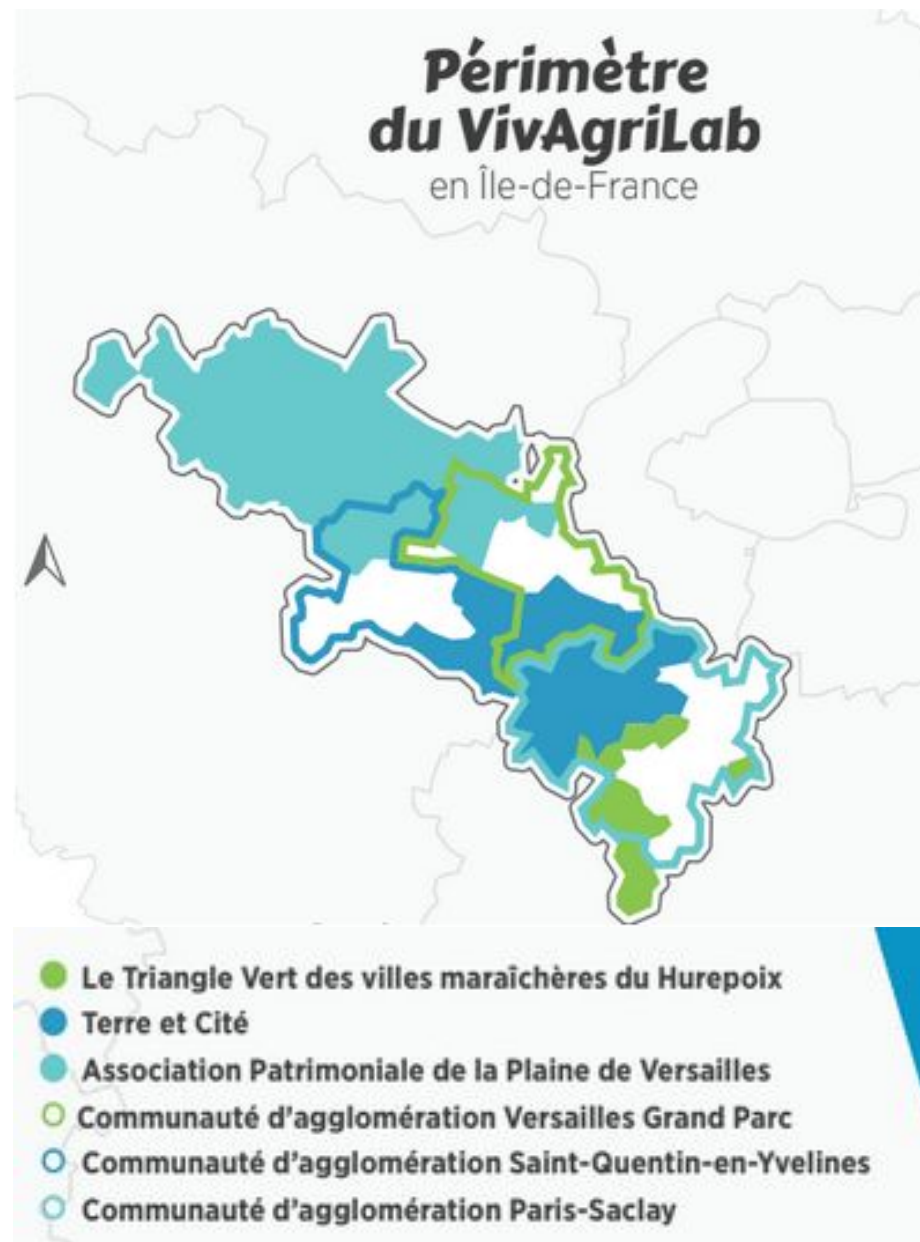 Périmètre
du VivAgriLab
en Île-de-France
Le Triangle Vert des villes maraîchères du Hurepoix
Terre et Cité
Association Patrimoniale de la Plaine de Versailles
Communauté d'agglomération Versailles Grand Parc
Communauté d'agglomération Saint-Quentin-en-Yvelines
Communauté d'agglomération Paris-Saclay